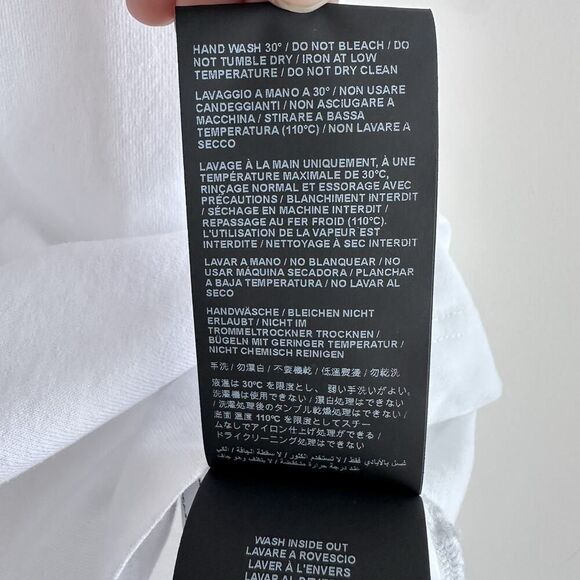 HAND WASH 30° / DO NOT BLEACH / DO
NOT TUMBLE DRY / IRON AT LOW
TEMPERATURE / DO NOT DRY CLEAN
LAVAGGIO A MANO A 30° / NON USARE
CANDEGGIANTI / NON ASCIUGARE A
MACCHINA / STIRARE A BASSA
TEMPERATURA (110°C) / NON LAVARE A
SECCO
LAVAGE À LA MAIN UNIQUEMENT, À UNE
TEMPÉRATURE MAXIMALE DE 30°C,
RINÇAGE NORMAL ET ESSORAGE AVEC
PRÉCAUTIONS / BLANCHIMENT INTERDIT
/ SÉCHAGE EN MACHINE INTERDIT /
REPASSAGE AU FER FROID (110°C).
L'UTILISATION DE LA VAPEUR EST
INTERDITE / NETTOYAGE À SEC INTERDIT
LAVAR A MANO / NO BLANQUEAR / NO
USAR MÁQUINA SECADORA / PLANCHAR
A BAJA TEMPERATURA / NO LAVAR AL
SECO
HANDWÄSCHE / BLEICHEN NICHT
ERLAUBT / NICHT IM
TROMMELTROCKNER TROCKNEN /
BÜGELN MIT GERINGER TEMPERATUR /
NICHT CHEMISCH REINIGEN
手洗 / 勿漂白 / 不要機乾 / 低溫熨燙 / 勿乾洗
液温は30℃を限度とし、弱い手洗いがよい。
洗濯機は使用できない / 漂白処理はできない
/ 洗濯処理後のタンブル乾燥処理はできない /
底面温度 110℃を限度としてスチー
ムなしでアイロン仕上げ処理ができる /
ドライクリーニング処理はできない
غسل بالأيادي فقط / لا تستخدم الكلور /
WASH INSIDE OUT
LAVARE A ROVESCIO
LAVER À L'ENVERS